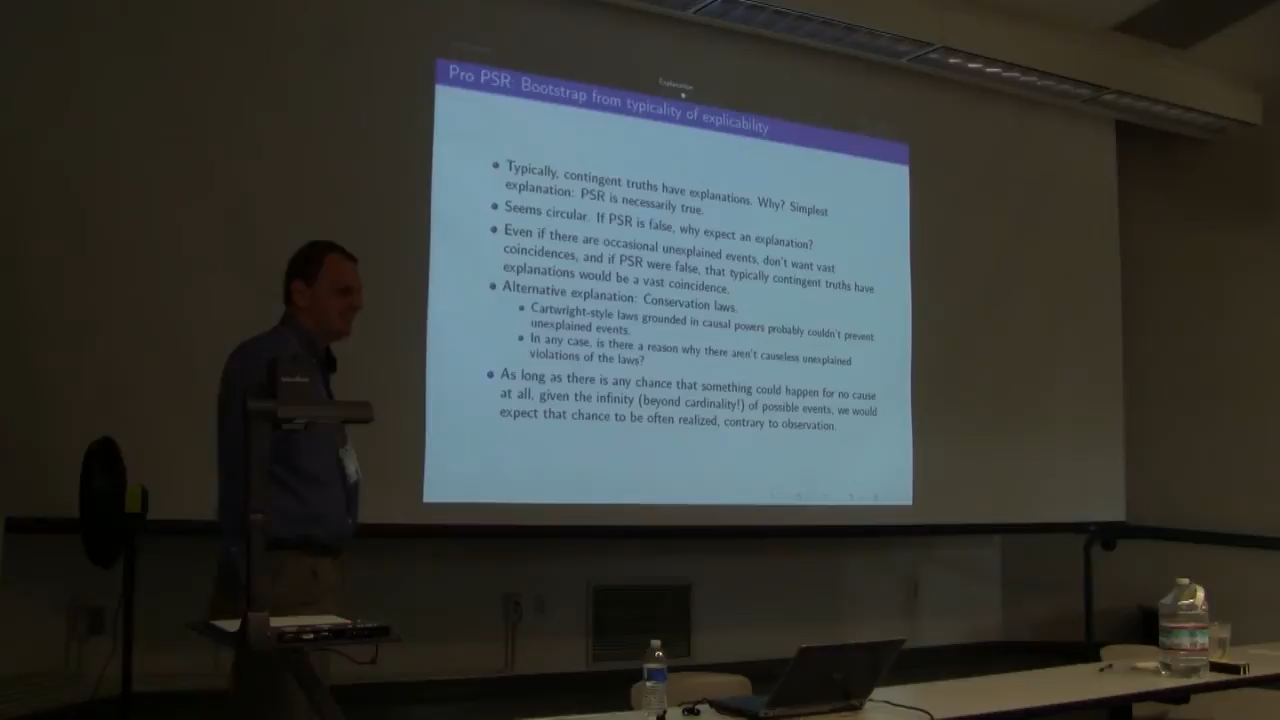 Explanation
Pro PSR: Bootstrap from typicality of explicability
Typically, contingent truths have explanations. Why? Simplest
explanation: PSR is necessarily true.
Seems circular. If PSR is false, why expect an explanation?
Even if there are occasional unexplained events, don't want vast
coincidences, and if PSR were false, that typically contingent truths have
explanations would be a vast coincidence.
Alternative explanation: Conservation laws.
Cartwright-style laws grounded in causal powers probably couldn't prevent
unexplained events.
In any case, is there a reason why there aren't causeless unexplained
violations of the laws?
As long as there is any chance that something could happen for no cause
at all, given the infinity (beyond cardinality!) of possible events, we would
expect that chance to be often realized, contrary to observation.